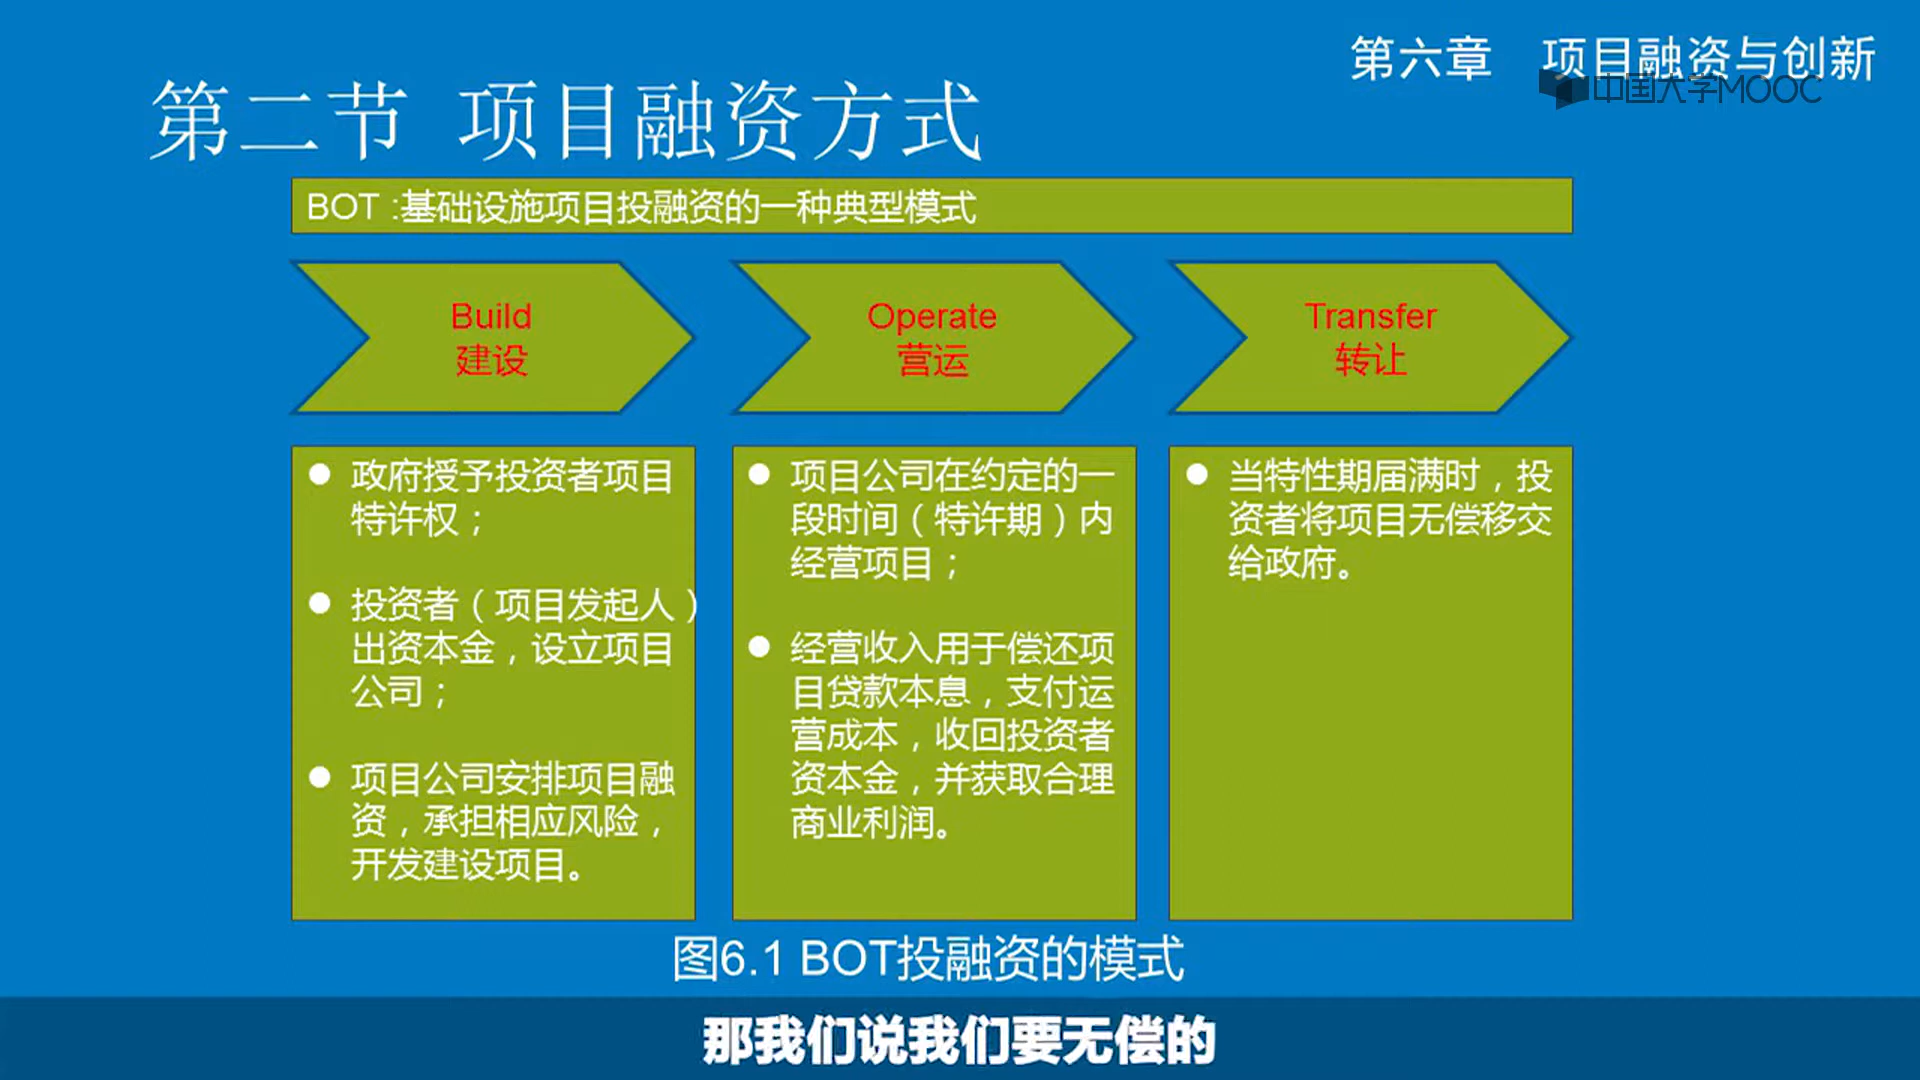 第六章 项目融资与创新
中国大学MOOC
第二节 项目融资方式
BOT :基础设施项目投融资的一种典型模式
Build
建设
Operate
营运
Transfer
转让
政府授予投资者项目
特许权；
投资者（项目发起人）
出资本金，设立项目
公司；
项目公司安排项目融
资，承担相应风险，
开发建设项目。
项目公司在约定的一
段时间（特许期）内
经营项目；
经营收入用于偿还项
目贷款本息，支付运
营成本，收回投资者
资本金，并获取合理
商业利润。
当特性期届满时，投
资者将项目无偿移交
给政府。
图6.1 BOT投融资的模式
那我们说我们要无偿的